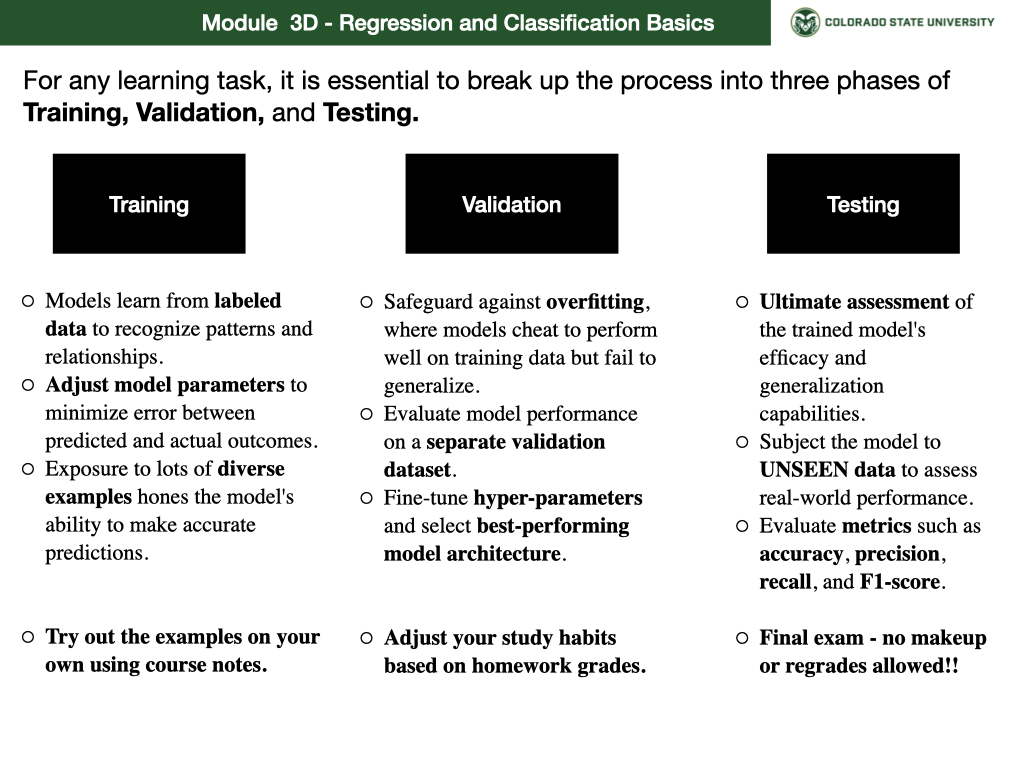 Module  3D - Regression and Classification Basics
COLORADO STATE UNIVERSITY
For any learning task, it is essential to break up the process into three phases of
Training, Validation, and Testing.
Training
Validation
Testing
○ Models learn from labeled
data to recognize patterns and
relationships.
○ Adjust model parameters to
minimize error between
predicted and actual outcomes.
○ Exposure to lots of diverse
examples hones the model's
ability to make accurate
predictions.
○ Try out the examples on your
own using course notes.
○ Safeguard against overfitting,
where models cheat to perform
well on training data but fail to
generalize.
○ Evaluate model performance
on a separate validation
dataset.
○ Fine-tune hyper-parameters
and select best-performing
model architecture.
○ Adjust your study habits
based on homework grades.
○ Ultimate assessment of
the trained model's
efficacy and
generalization
capabilities.
○ Subject the model to
UNSEEN data to assess
real-world performance.
○ Evaluate metrics such as
accuracy, precision,
recall, and F1-score.
○ Final exam - no makeup
or regrades allowed!!